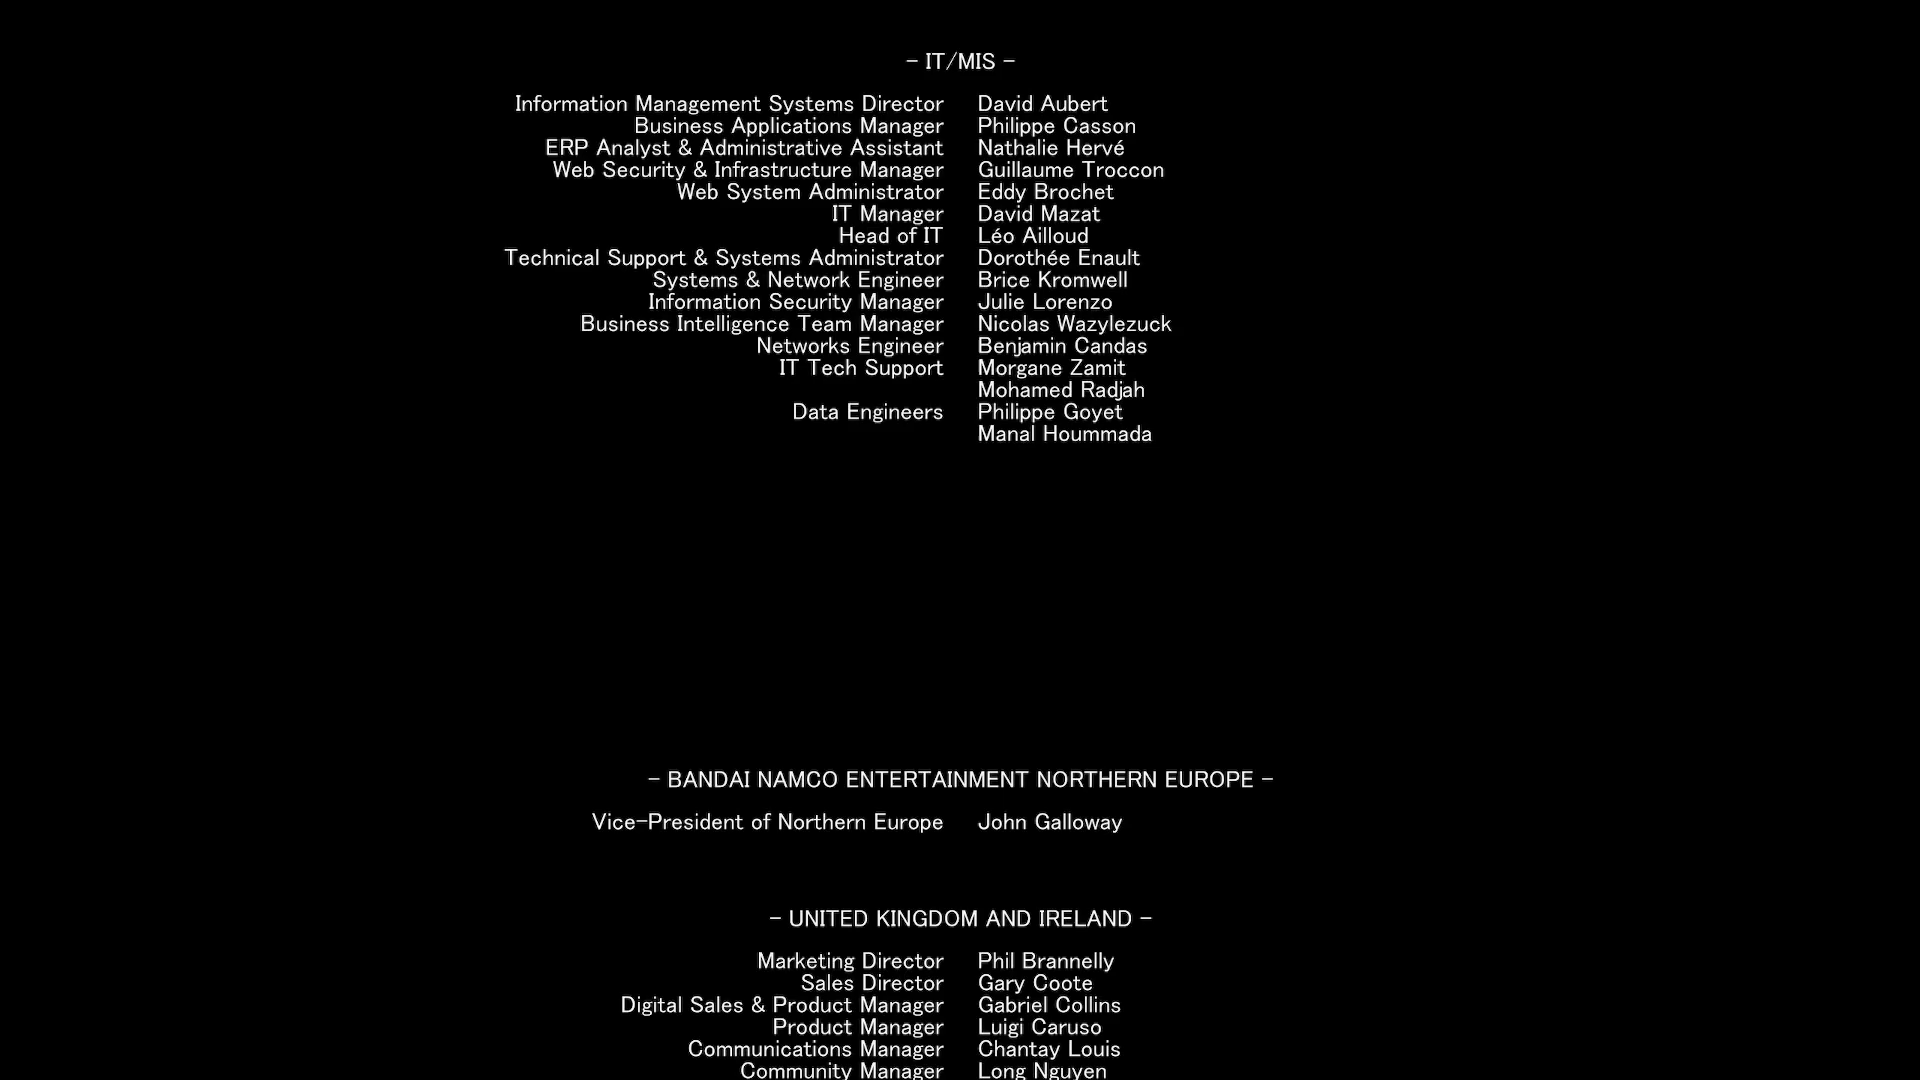 – IT/MIS –
Information Management Systems Director David Aubert
Business Applications Manager Philippe Casson
ERP Analyst & Administrative Assistant Nathalie Hervé
Web Security & Infrastructure Manager Guillaume Troccon
Web System Administrator Eddy Brochet
IT Manager David Mazat
Head of IT Léo Ailloud
Technical Support & Systems Administrator Dorothée Enault
Systems & Network Engineer Brice Kromwell
Information Security Manager Julie Lorenzo
Business Intelligence Team Manager Nicolas Wazylezuck
Networks Engineer Benjamin Candas
IT Tech Support Morgane Zamit
Mohamed Radjah
Data Engineers Philippe Goyet
Manal Hoummada
– BANDAI NAMCO ENTERTAINMENT NORTHERN EUROPE –
Vice–President of Northern Europe John Galloway
– UNITED KINGDOM AND IRELAND –
Marketing Director Phil Brannelly
Sales Director Gary Coote
Digital Sales & Product Manager Gabriel Collins
Product Manager Luigi Caruso
Communications Manager Chantay Louis
Community Manager Long Nguyen